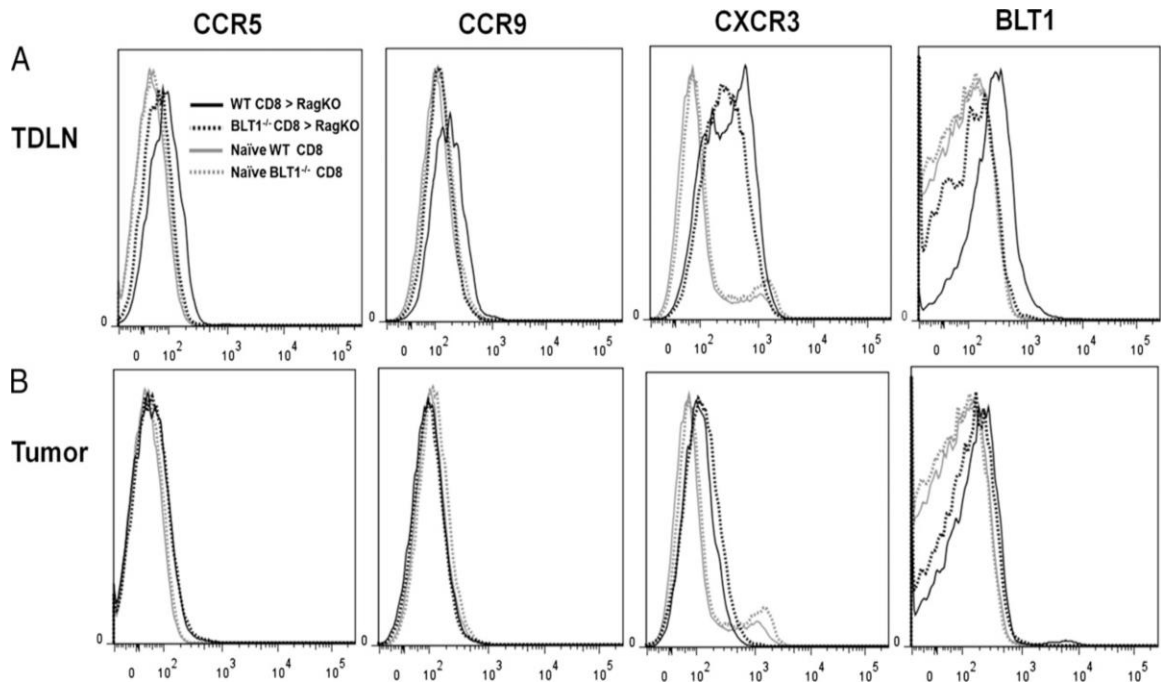 CCR5 CCR9 CXCR3 BLT1
A
TDLN
WT CD8 > RagKO
BLT1-/- CD8 > RagKO
Naïve WT CD8
Naïve BLT1-/- CD8
0 0 0 0
0 10² 10³ 10⁴ 10⁵ 0 10² 10³ 10⁴ 10⁵ 0 10² 10³ 10⁴ 10⁵ 0 10² 10³ 10⁴ 10⁵
B
Tumor
0 0 0 0
0 10² 10³ 10⁴ 10⁵ 0 10² 10³ 10⁴ 10⁵ 0 10² 10³ 10⁴ 10⁵ 0 10² 10³ 10⁴ 10⁵